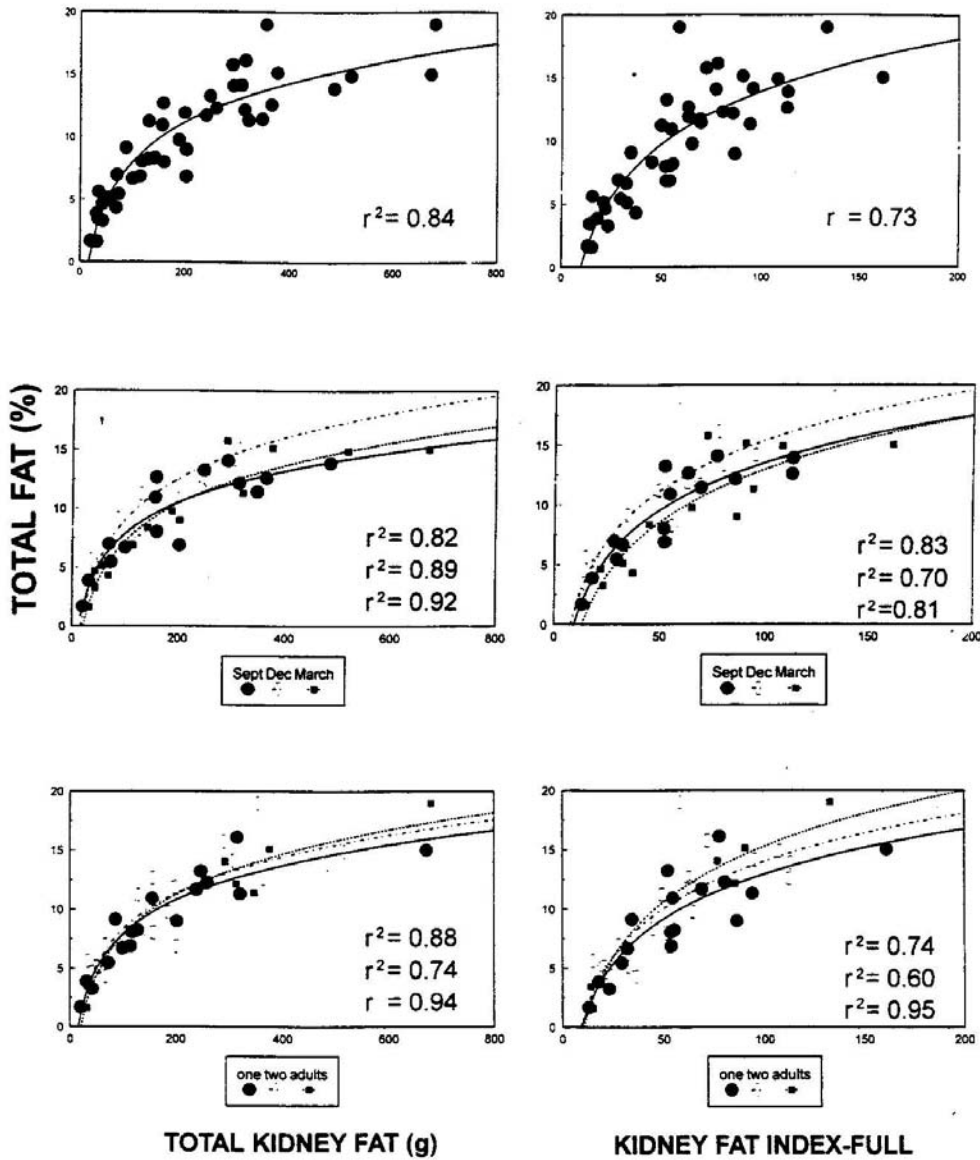 20
15
10
5
0
0 200 400 600 800
r²= 0.84
20
15
10
5
0
0 50 100 150 200
r = 0.73
TOTAL FAT (%)
20
15
10
5
0
0 200 400 600 800
r²= 0.82
r²= 0.89
r²= 0.92
Sept Dec March
20
15
10
5
0
50 100 150 200
r²= 0.83
r²= 0.70
r²=0.81
Sept Dec March
20
15
10
5
0
0 200 400 600 800
r²= 0.88
r²= 0.74
r = 0.94
one two adults
20
15
10
5
0
0 50 100 150 200
r²= 0.74
r²= 0.60
r²= 0.95
one two adults
TOTAL KIDNEY FAT (g)
KIDNEY FAT INDEX-FULL